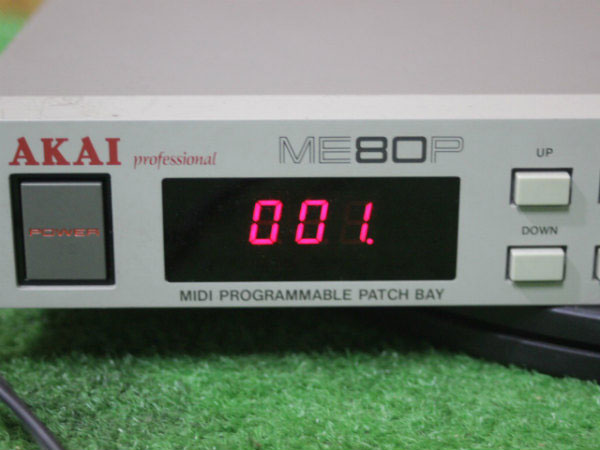 AKAI professional ME80P
UP
POWER
001.
DOWN
MIDI PROGRAMMABLE PATCH BAY